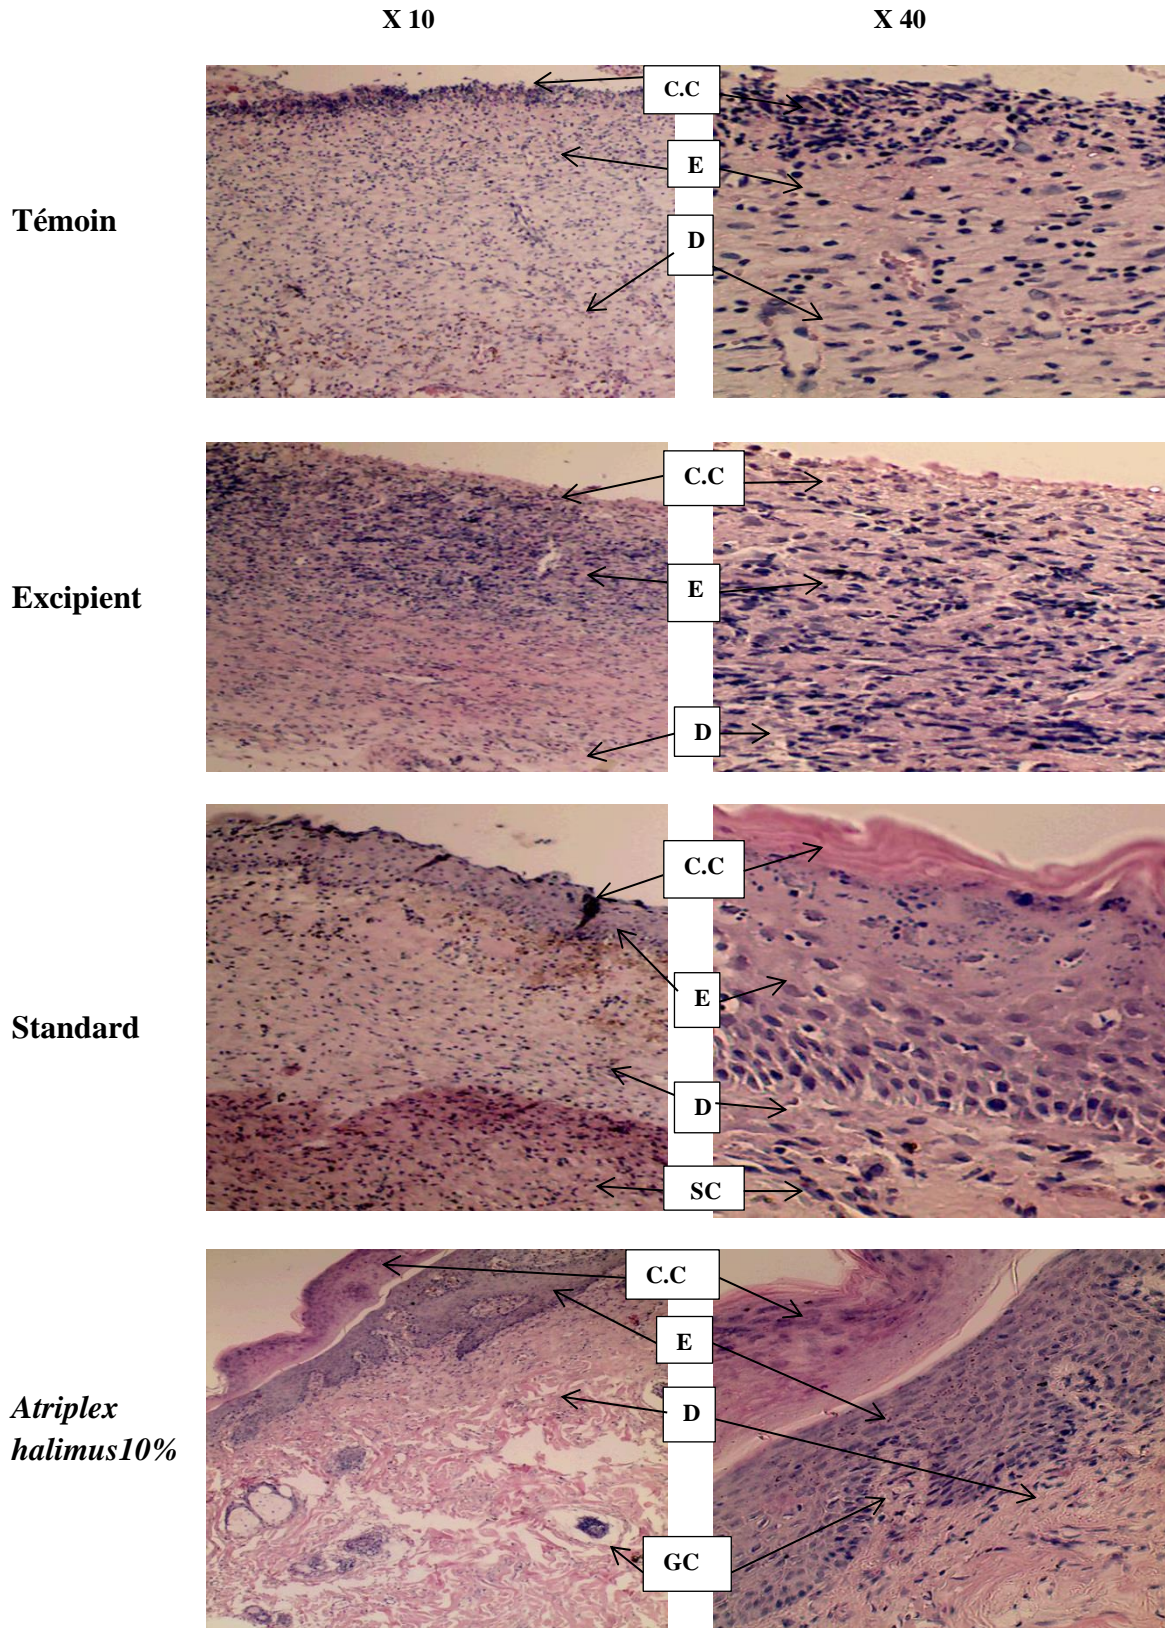 X 10
X 40
Témoin
C.C
E
D
Excipient
C.C
E
D
Standard
C.C
E
D
SC
Atriplex
halimus10%
C.C
E
D
GC